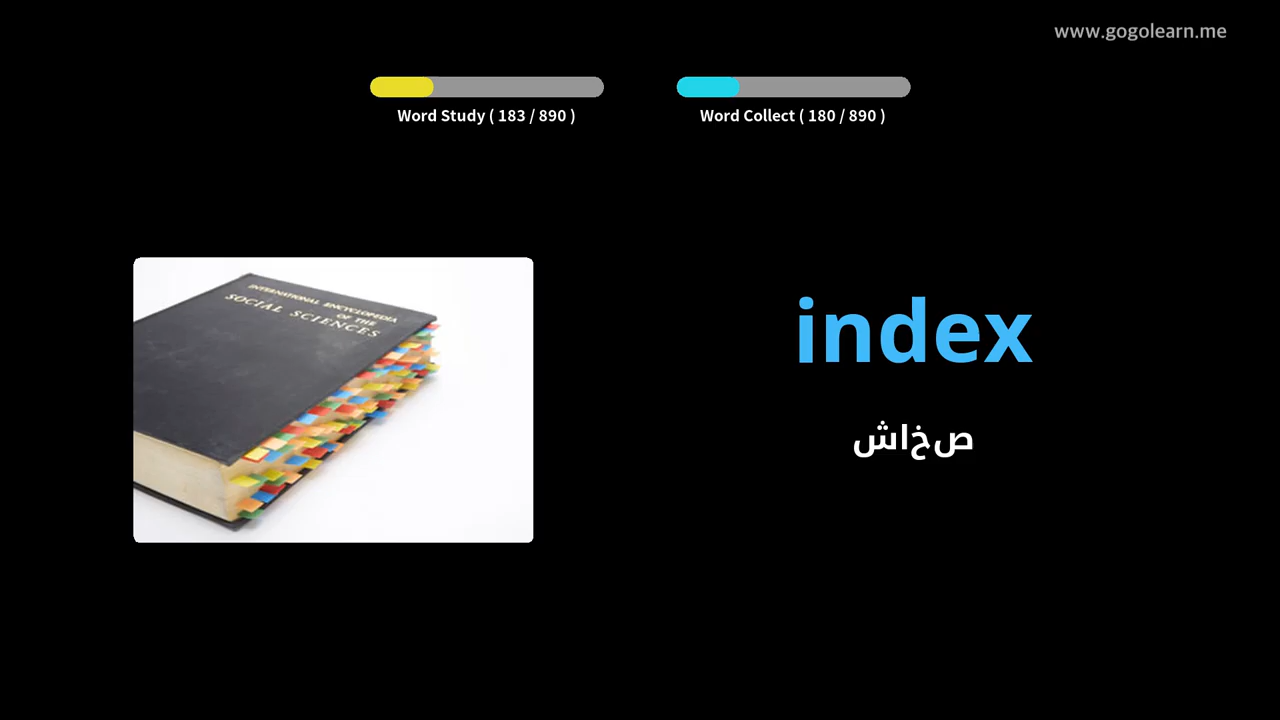 www.gogolearn.me
Word Study ( 183 / 890 )
Word Collect ( 180 / 890 )
INTERNATIONAL ENCYCLOPEDIA
OF THE
SOCIAL SCIENCES
index
صخاش